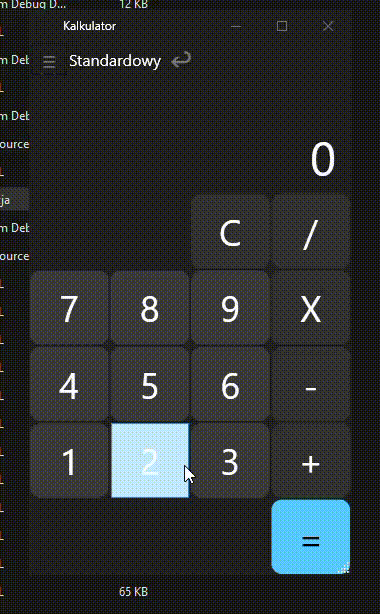 m Debug D...
12 KB
Kalkulator
Standardowy
m Deb
m Deb
0
ource
ja
C /
m Deb
ource
7 8 9 X
4 5 6 -
1 2 3 +
=
65 KB